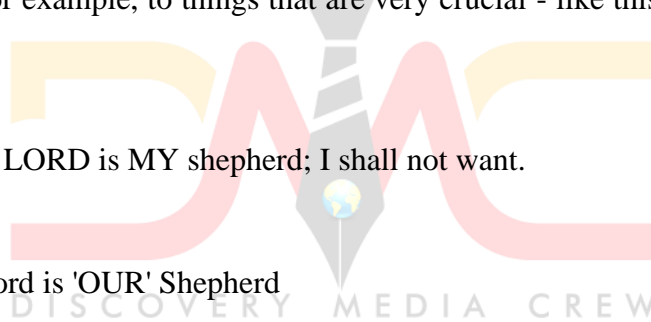 or example, to things that are very crucial - like this
LORD is MY shepherd; I shall not want.
ord is 'OUR' Shepherd
DISCOVERY MEDIA CREW